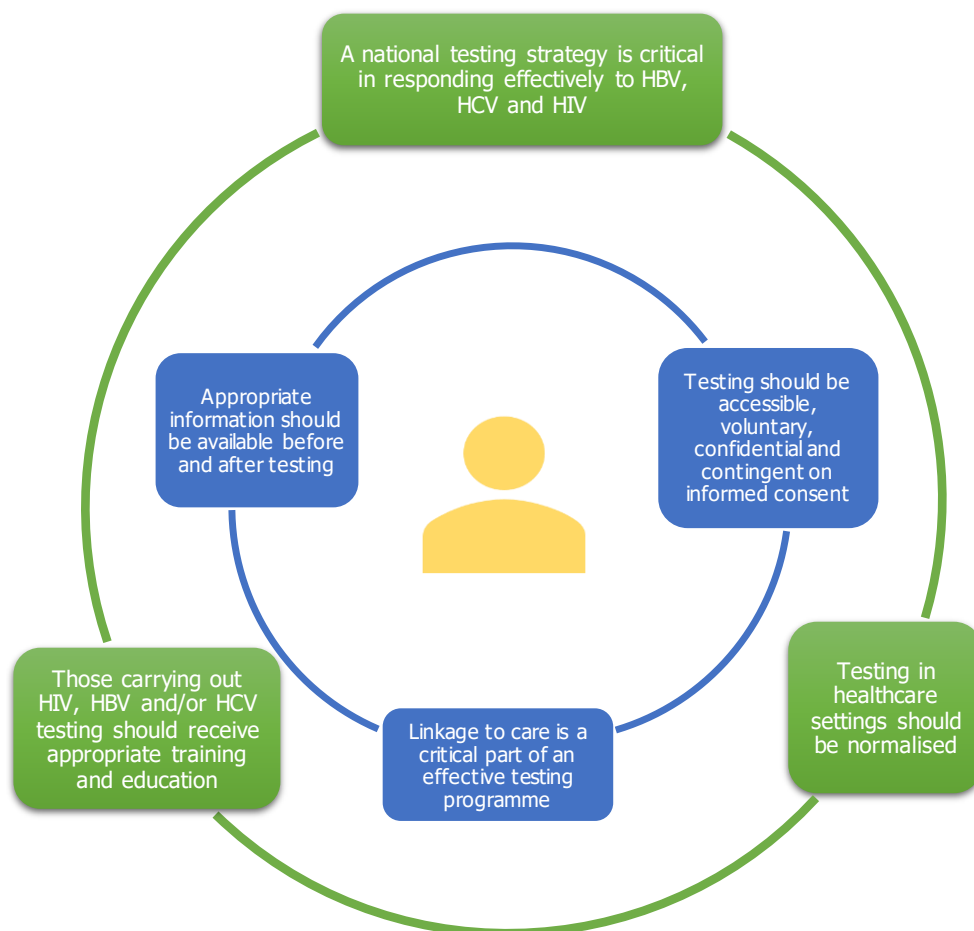 A national testing strategy is critical
in responding effectively to HBV,
HCV and HIV
Appropriate
information should
be available before
and after testing
Testing should be
accessible,
voluntary,
confidential and
contingent on
informed consent
Those carrying out
HIV, HBV and/or HCV
testing should receive
appropriate training
and education
Linkage to care is a
critical part of an
effective testing
programme
Testing in
healthcare
settings should
be normalised